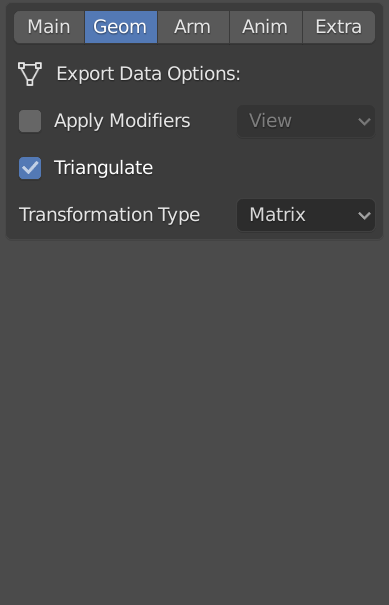 Main Geom Arm Anim Extra
Export Data Options:
Apply Modifiers View
Triangulate
Transformation Type Matrix